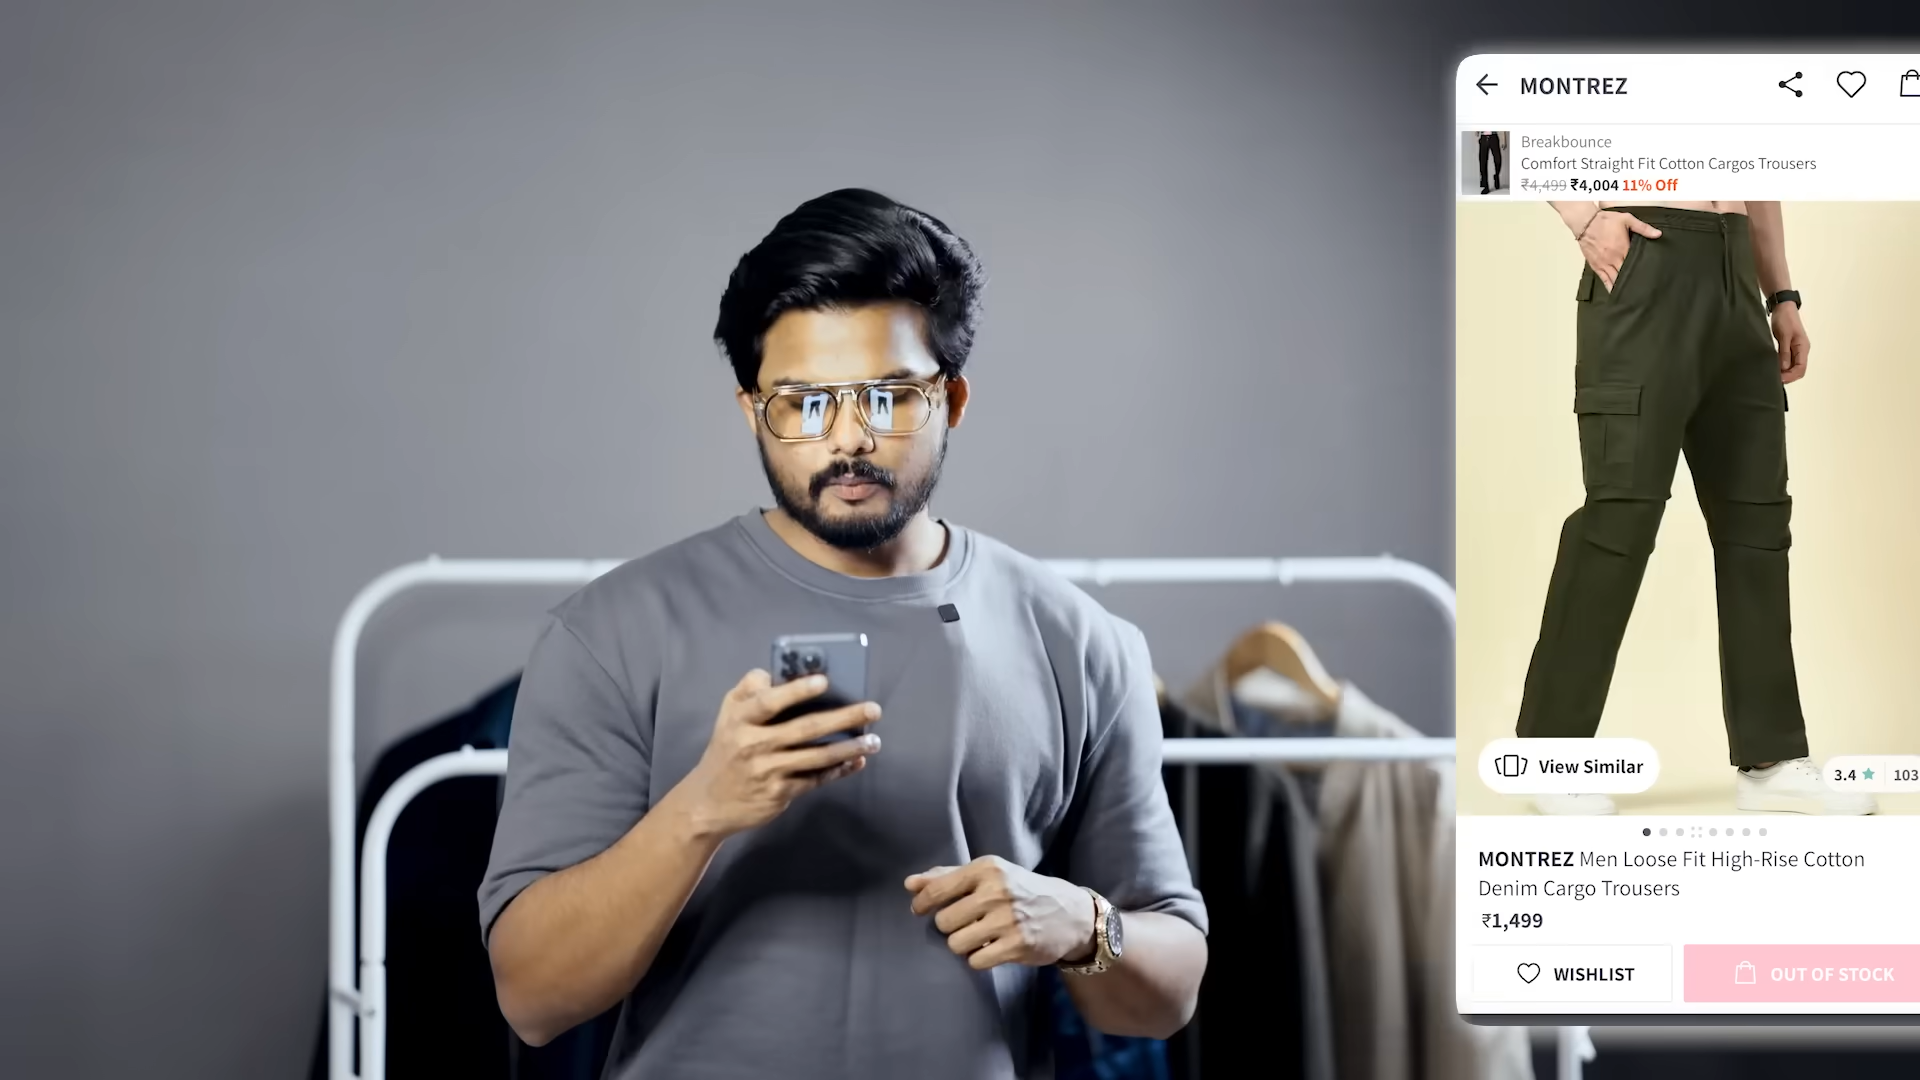 MONTREZ
Breakbounce
Comfort Straight Fit Cotton Cargos Trousers
₹4,499 ₹4,004 11% Off
View Similar
3.4 ★ 103
MONTREZ Men Loose Fit High-Rise Cotton
Denim Cargo Trousers
₹1,499
WISHLIST
OUT OF STOCK